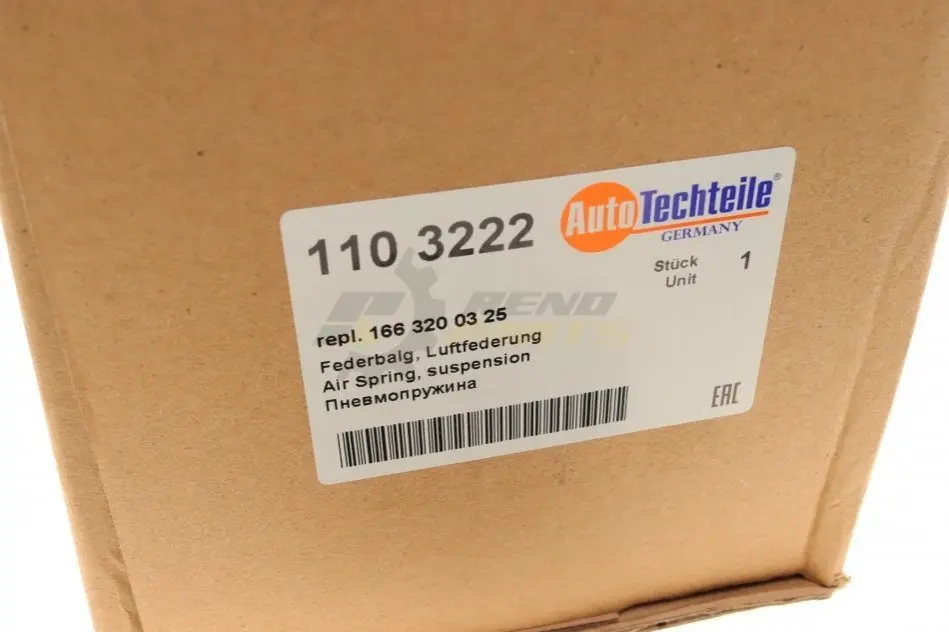 110 3222
AutoTechteile®
GERMANY
Stück 1
Unit
repl. 166 320 03 25
Federbalg, Luftfederung
Air Spring, suspension
Пневмопружина
EAC